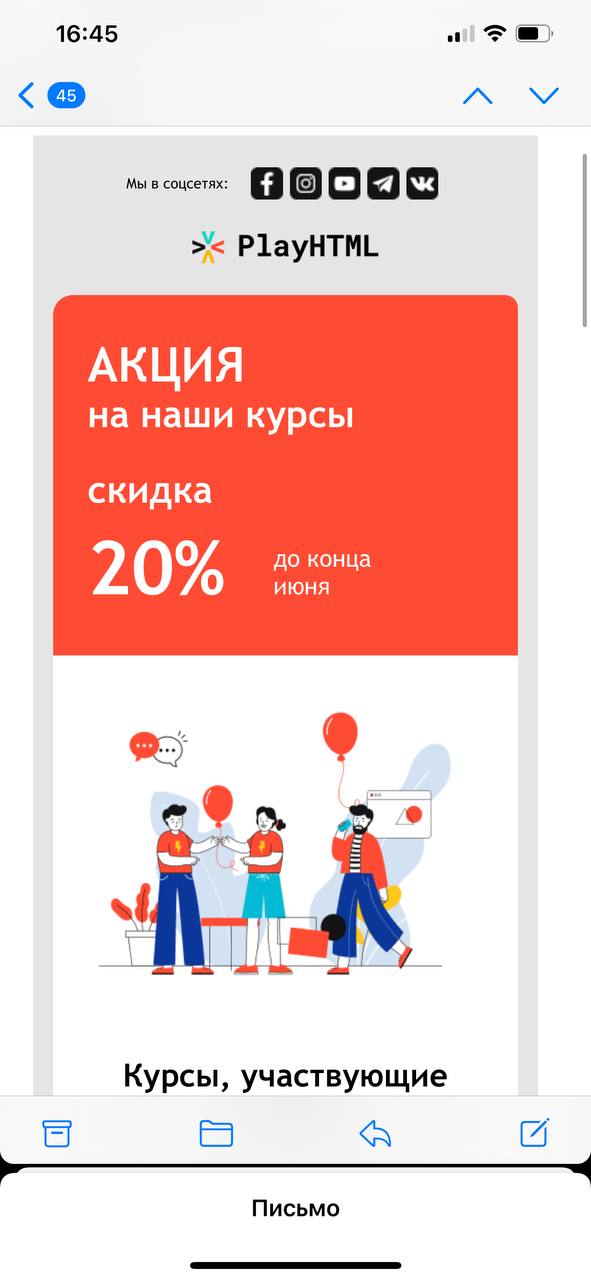 16:45
45
Мы в соцсетях:
PlayHTML
АКЦИЯ
на наши курсы
скидка
20%
до конца
июня
Курсы, участвующие
Письмо